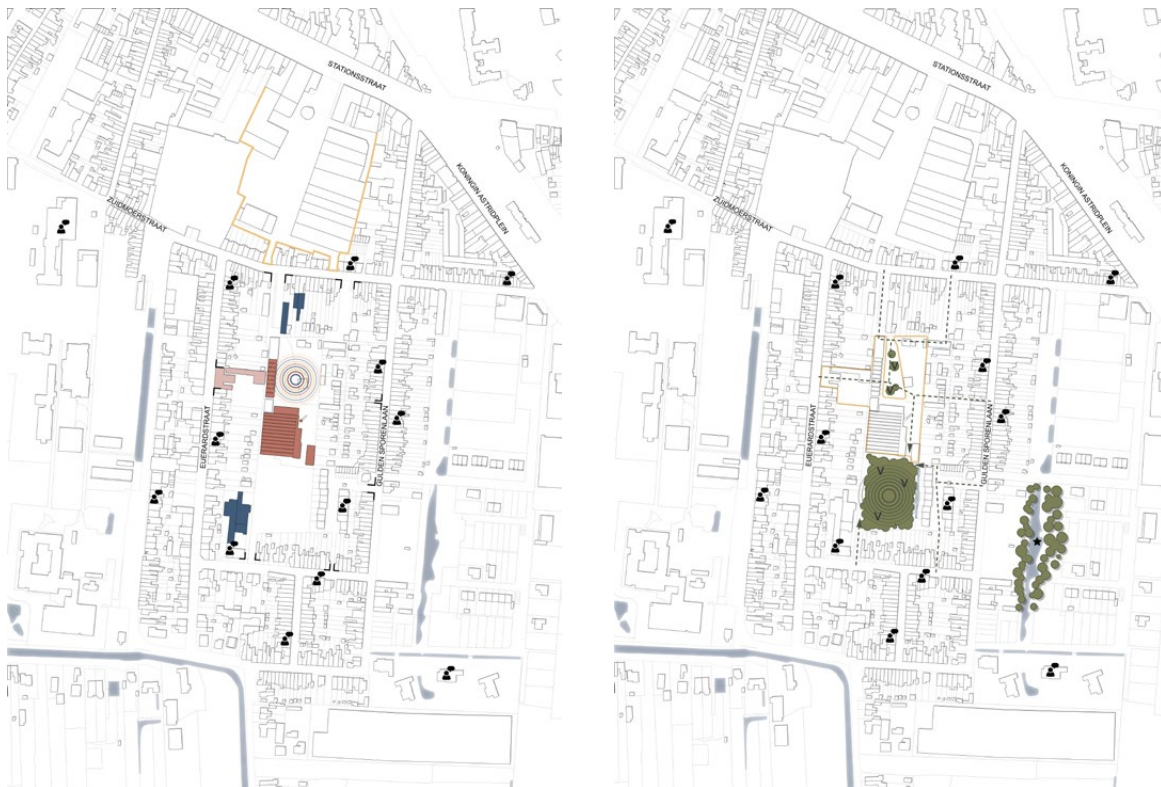 STATIONSSTRAAT
KONINGIN ASTRIDPLEIN
ZUIDMOERSTRAAT
EUERARDSTRAAT
GULDEN SPORENLAAN
STATIONSSTRAAT
KONINGIN ASTRIDPLEIN
ZUIDMOERSTRAAT
EUERARDSTRAAT
GULDEN SPORENLAAN
V
V
V